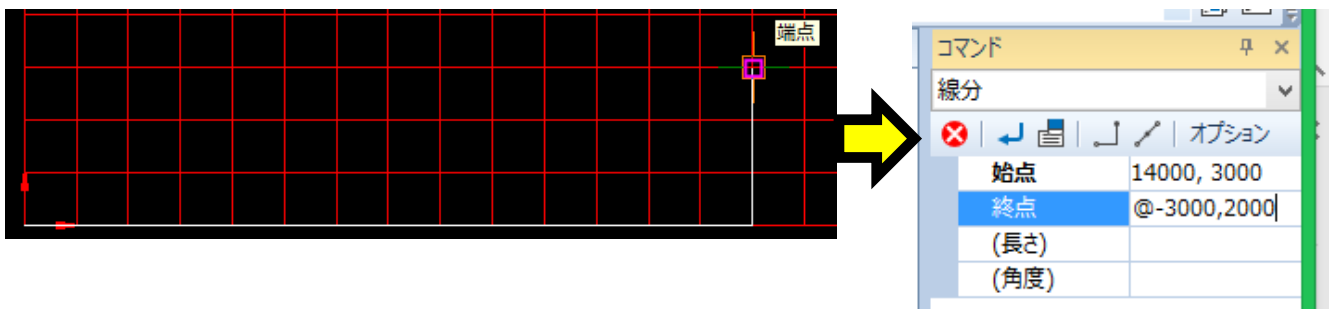 端点
コマンド
線分
オプション
始点 14000, 3000
終点 @-3000,2000
(長さ)
(角度)